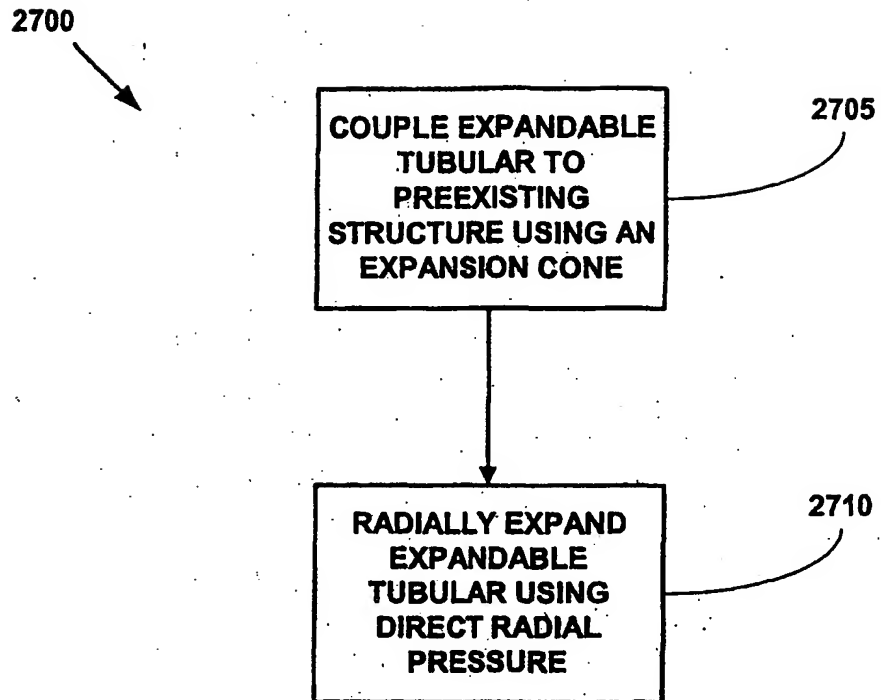 2700
COUPLE EXPANDABLE
TUBULAR TO
PREEXISTING
STRUCTURE USING AN
EXPANSION CONE
2705
RADIALLY EXPAND
EXPANDABLE
TUBULAR USING
DIRECT RADIAL
PRESSURE
2710